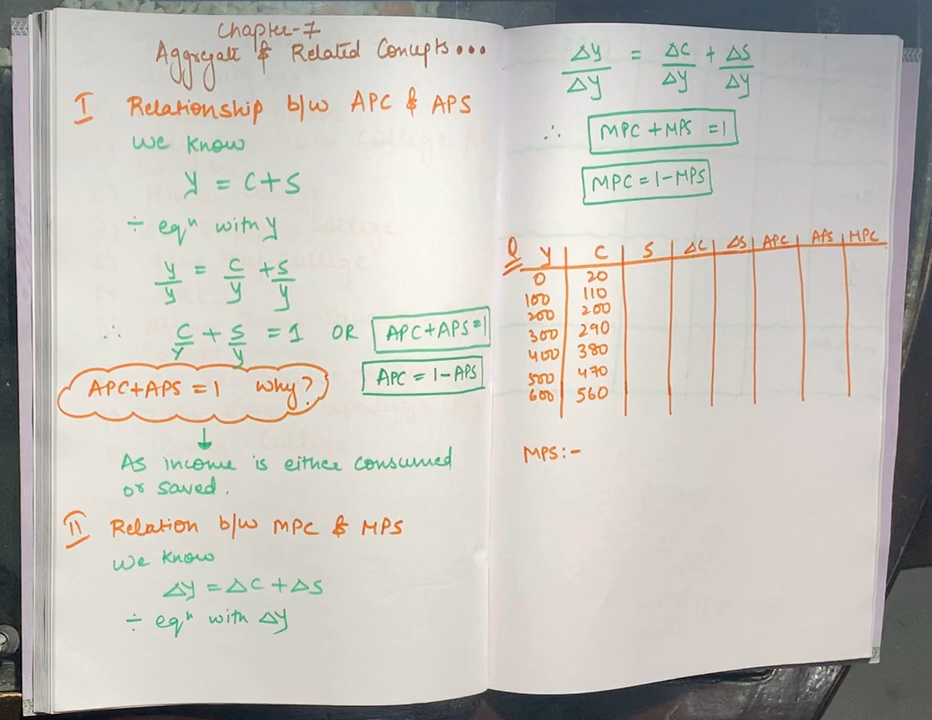 Chapter-7
Aggregate & Related Concepts...
I Relationship b/w APC & APS
We know
y = C+S
÷ eqⁿ with y
y/y = C/y + S/y
∴ C/y + S/y = 1 OR APC+APS=1
APC = 1-APS
APC+APS = 1 why?
↓
As income is either consumed
or saved.
II Relation b/w MPC & MPS
We know
Δy = ΔC + ΔS
÷ eqⁿ with Δy
Δy/Δy = ΔC/Δy + ΔS/Δy
∴ MPC + MPS = 1
MPC = 1-MPS
Q Y C S ΔC ΔS APC APS MPC
0 20
100 110
200 200
300 290
400 380
500 470
600 560
MPS:-